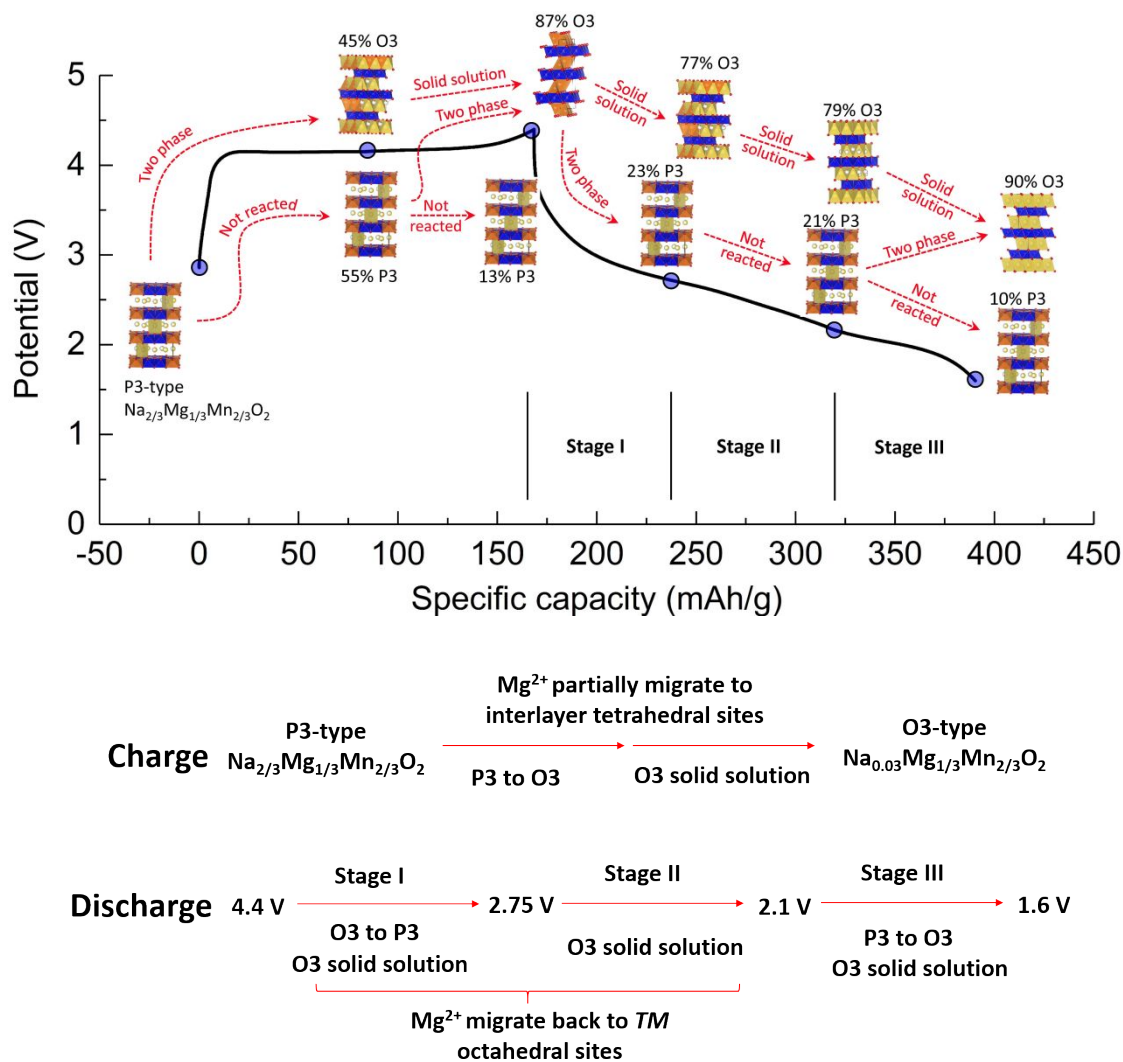 87% O3
45% O3
77% O3
Solid solution
Two phase
Solid
solution
79% O3
Solid
solution
Two phase
Two phase
23% P3
Solid
solution
90% O3
Not reacted
Not
reacted
55% P3
13% P3
Not
reacted
21% P3
Two phase
Not
reacted
10% P3
P3-type
Na2/3Mg1/3Mn2/3O2
Stage I
Stage II
Stage III
Potential (V)
5
4
3
2
1
0
-50 0 50 100 150 200 250 300 350 400 450
Specific capacity (mAh/g)
Mg2+ partially migrate to
interlayer tetrahedral sites
Charge
P3-type
Na2/3Mg1/3Mn2/3O2
P3 to O3
O3 solid solution
O3-type
Na0.03Mg1/3Mn2/3O2
Stage I
Stage II
Stage III
Discharge 4.4 V 2.75 V 2.1 V 1.6 V
O3 to P3
O3 solid solution
O3 solid solution
P3 to O3
O3 solid solution
Mg2+ migrate back to TM
octahedral sites